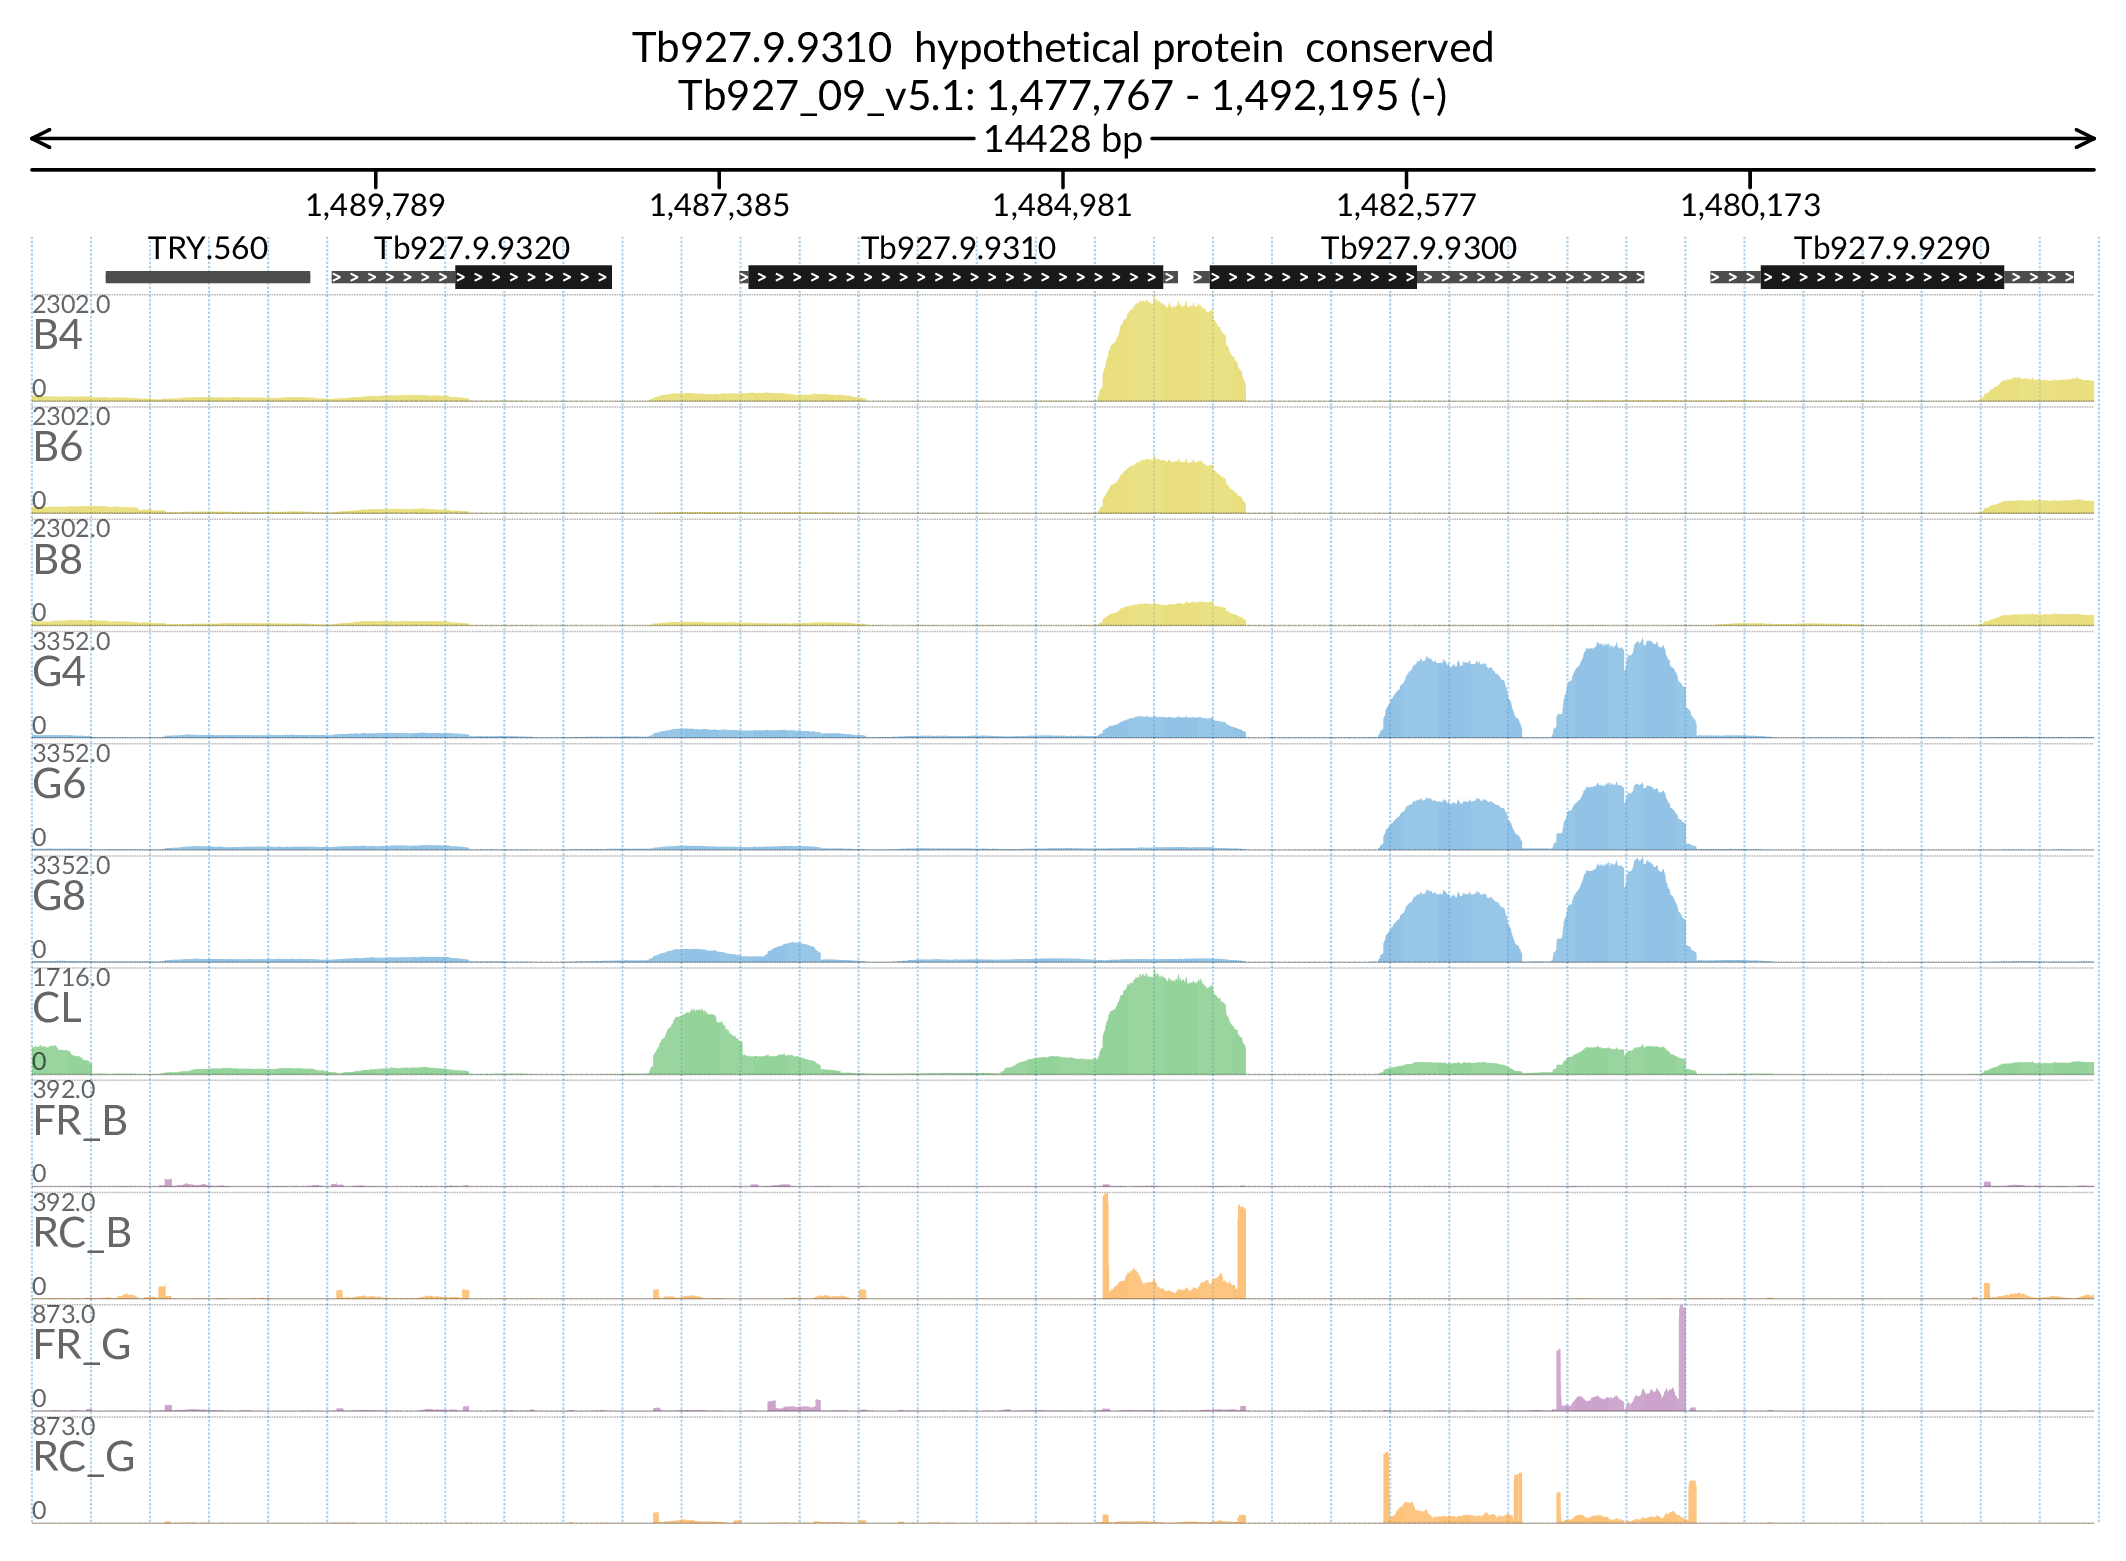 Tb927.9.9310 hypothetical protein conserved
Tb927_09_v5.1: 1,477,767 - 1,492,195 (-)
14428 bp
1,489,789 1,487,385 1,484,981 1,482,577 1,480,173
TRY.560 Tb927.9.9320 Tb927.9.9310 Tb927.9.9300 Tb927.9.9290
2302.0
B4
0
2302.0
B6
0
2302.0
B8
0
3352.0
G4
0
3352.0
G6
0
3352.0
G8
0
1716.0
CL
0
392.0
FR_B
0
392.0
RC_B
0
873.0
FR_G
0
873.0
RC_G
0